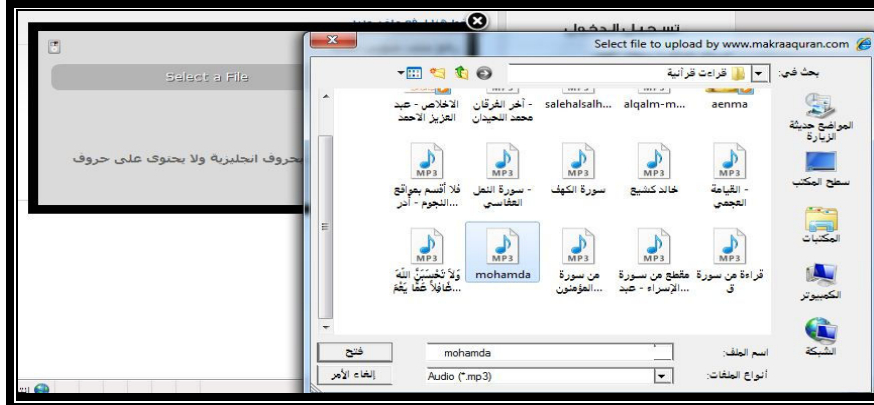 تسجيل الدخول
Select file to upload by www.makraaquran.com
بحث في:
قراءت قرآنية
Select a File
بحروف انجليزية ولا يحتوى على حروف
aenma
alqalm-m...
salehalsalh...
- آخر الفرقان
محمد اللحيدان
الاخلاص - عبد
العزيز الاحمد
- القيامة
العجمي
خالد كشيع
سورة الكهف
- سورة النمل
العفاسي
فلا أقسم بمواقع
النجوم - أدر...
قراءة من سورة
ق
مقطع من سورة
الإسراء - عبد...
من سورة
المؤمنون...
mohamda
وَلاَ تَحْسَبَنَّ اللّهَ
غَافِلاً عَمَّا يَعْمَ...
المواضع حديثة
الزيارة
سطح المكتب
المكتبات
الكمبيوتر
الشبكة
اسم الملف:
mohamda
فتح
أنواع الملفات:
Audio (*.mp3)
إلغاء الأمر